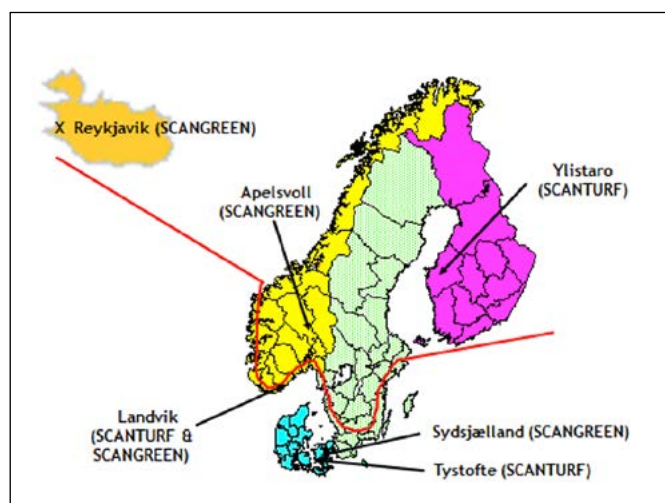 X Reykjavik (SCANGREEN)
Ylistaro
(SCANTURF)
Apelsvoll
(SCANGREEN)
Landvik
(SCANTURF &
SCANGREEN)
Sydsjælland (SCANGREEN)
Tystofte (SCANTURF)